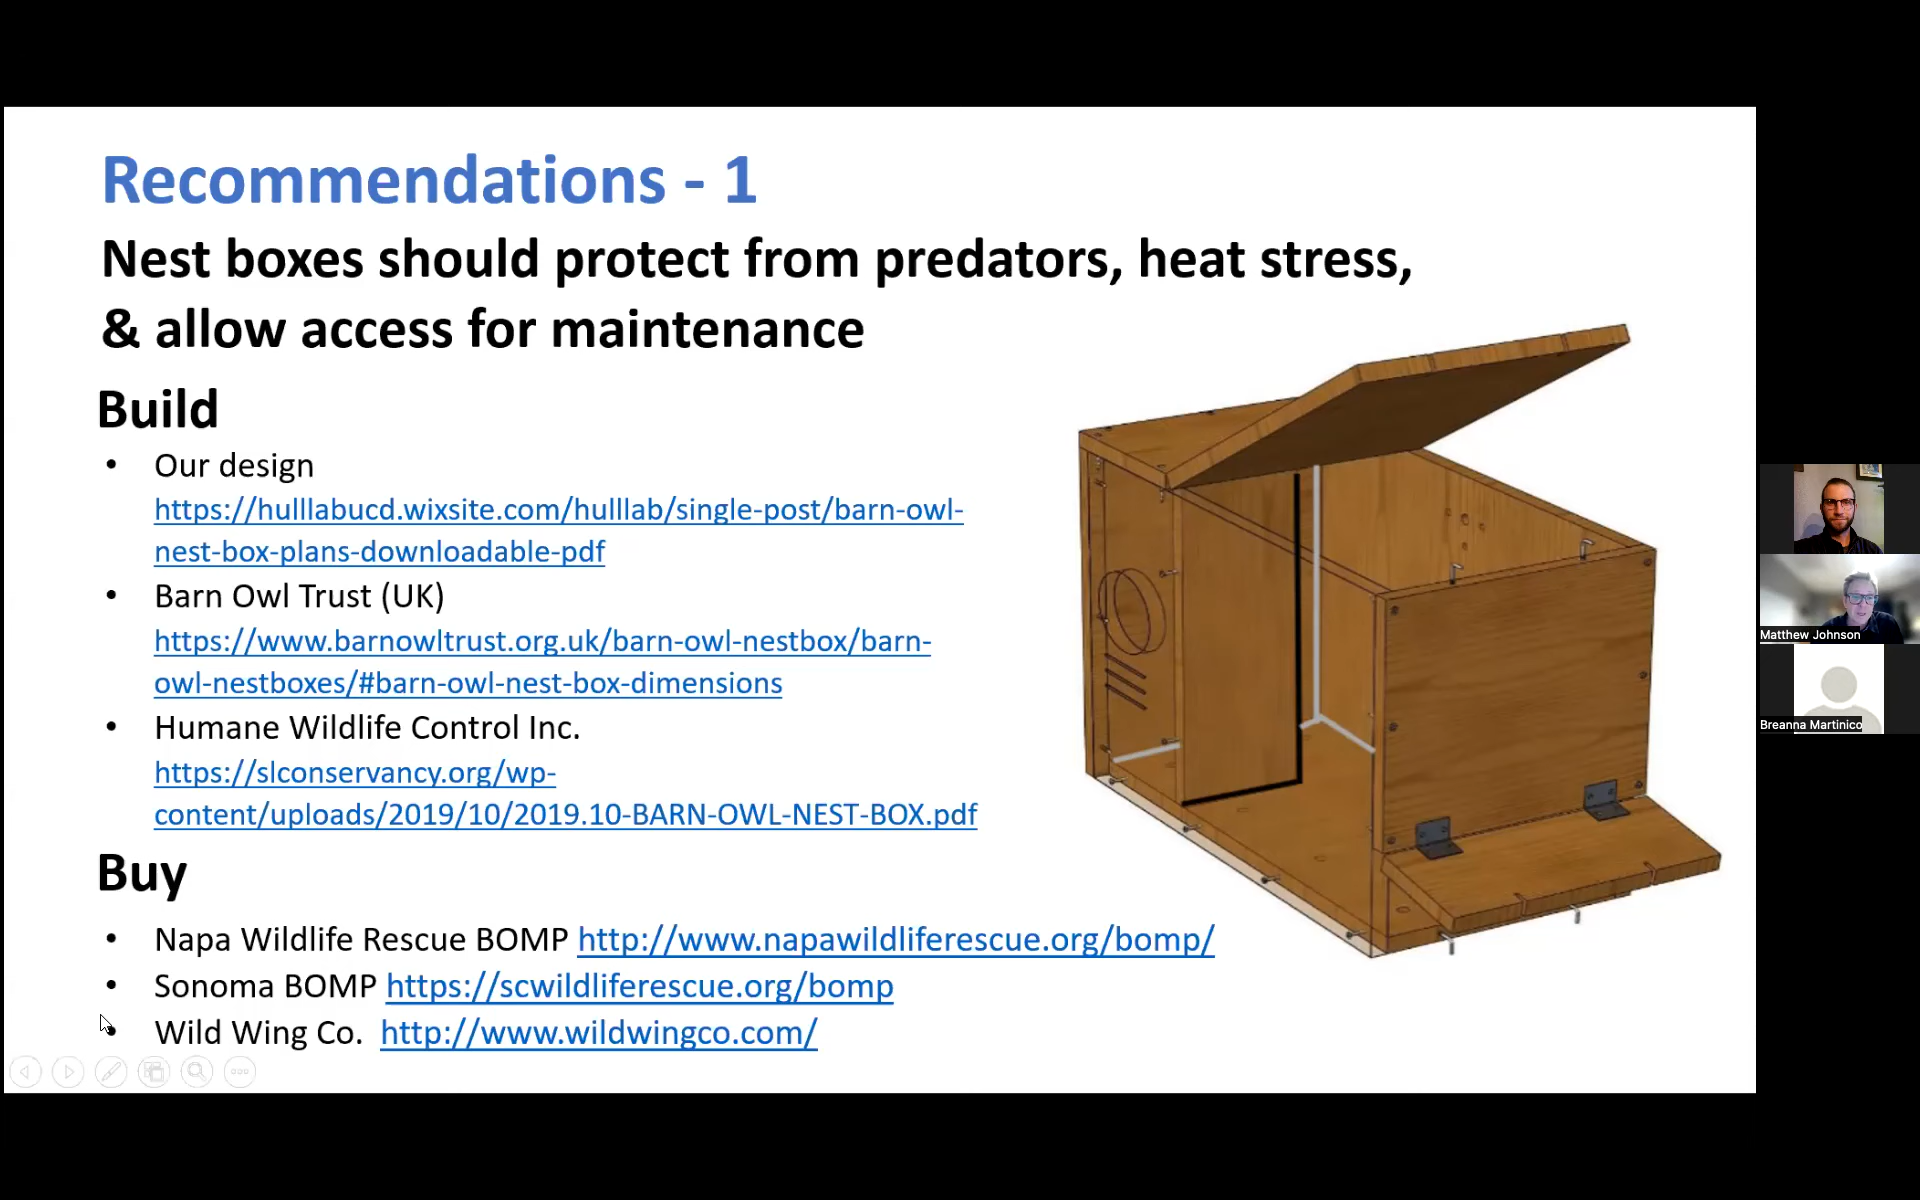 Recommendations - 1
Nest boxes should protect from predators, heat stress,
& allow access for maintenance
Build
• Our design
https://hulllabucd.wixsite.com/hulllab/single-post/barn-owl-
nest-box-plans-downloadable-pdf
• Barn Owl Trust (UK)
https://www.barnowltrust.org.uk/barn-owl-nestbox/barn-
owl-nestboxes/#barn-owl-nest-box-dimensions
• Humane Wildlife Control Inc.
https://slconservancy.org/wp-
content/uploads/2019/10/2019.10-BARN-OWL-NEST-BOX.pdf
Buy
• Napa Wildlife Rescue BOMP http://www.napawildliferescue.org/bomp/
• Sonoma BOMP https://scwildliferescue.org/bomp
• Wild Wing Co. http://www.wildwingco.com/
Matthew Johnson
Breanna Martinico